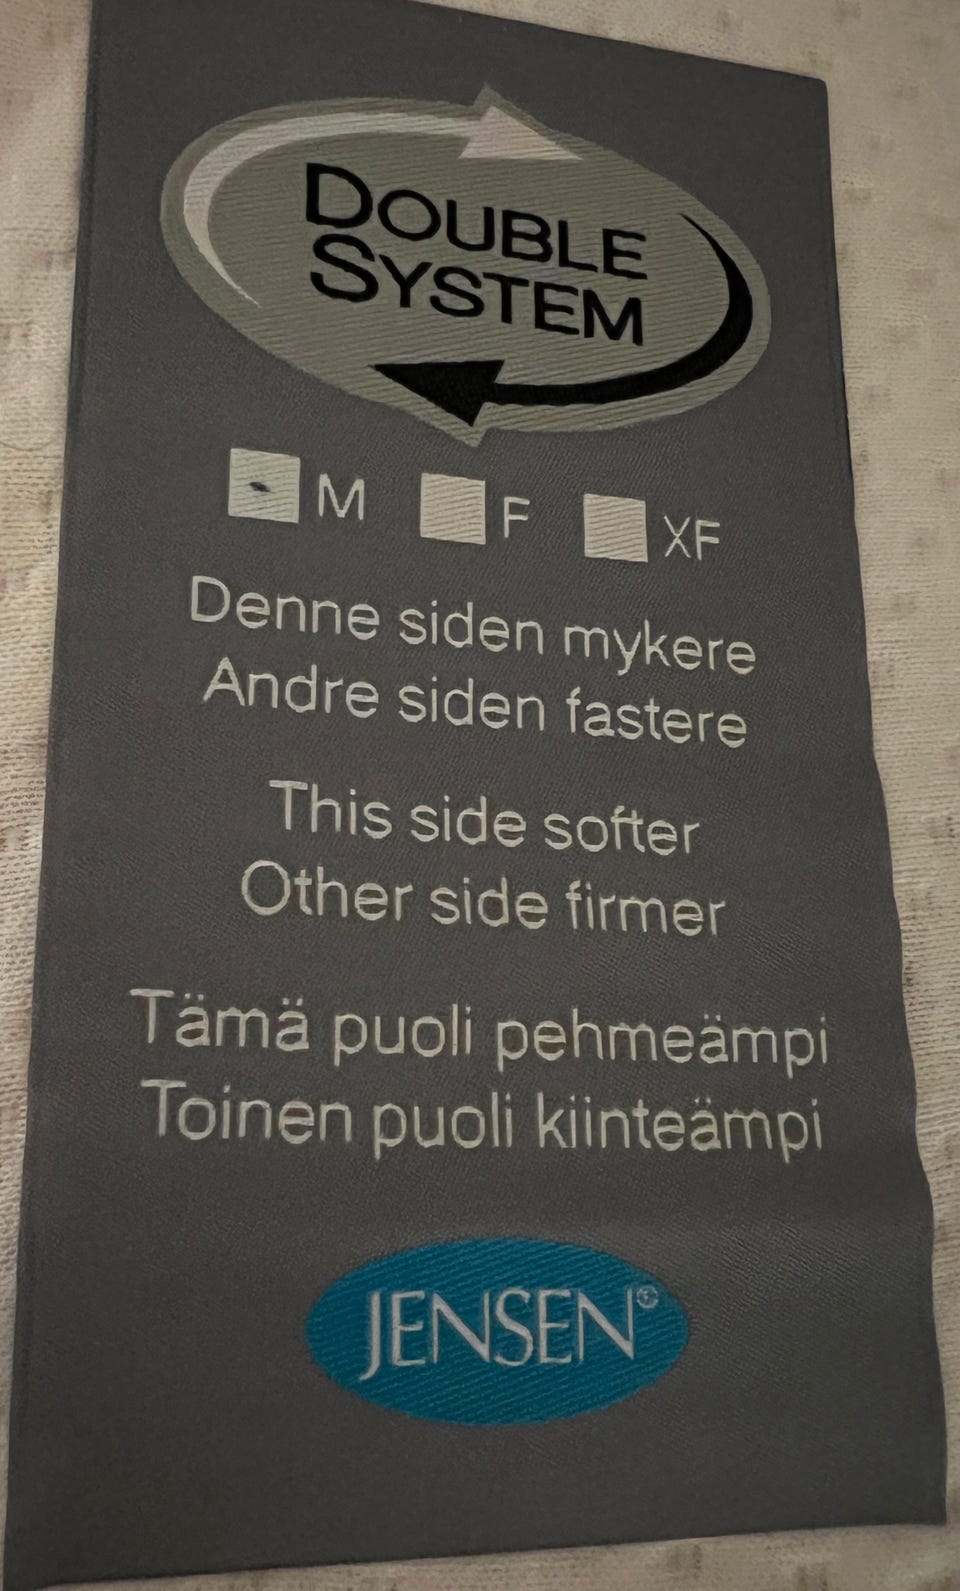 DOUBLE
SYSTEM
M F XF
Denne siden mykere
Andre siden fastere
This side softer
Other side firmer
Tämä puoli pehmeämpi
Toinen puoli kiinteämpi
JENSEN